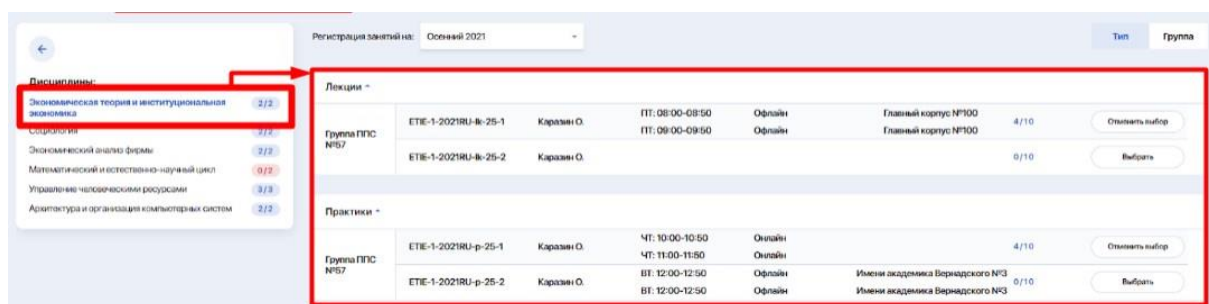 Регистрация занятий на: Осенний 2021
Тип Группа
Дисциплины:
Экономическая теория и институциональная экономика 2/2
Социология 2/2
Экономический анализ фирмы 2/2
Математический и естественно-научный цикл 0/2
Управление человеческими ресурсами 3/3
Архитектура и организация компьютерных систем 2/2
Лекции
Группа ППС №57
ETIE-1-2021RU-lk-25-1 Каразин О. ПТ: 08:00-08:50 Офлайн Главный корпус №100 4/10 Отменить выбор
ПТ: 09:00-09:50 Офлайн Главный корпус №100
ETIE-1-2021RU-lk-25-2 Каразин О. 0/10 Выбрать
Практики
Группа ППС №57
ETIE-1-2021RU-p-25-1 Каразин О. ЧТ: 10:00-10:50 Онлайн 4/10 Отменить выбор
ЧТ: 11:00-11:50 Онлайн
ETIE-1-2021RU-p-25-2 Каразин О. ВТ: 12:00-12:50 Офлайн Имени академика Вернадского №3 0/10 Выбрать
ВТ: 12:00-12:50 Офлайн Имени академика Вернадского №3